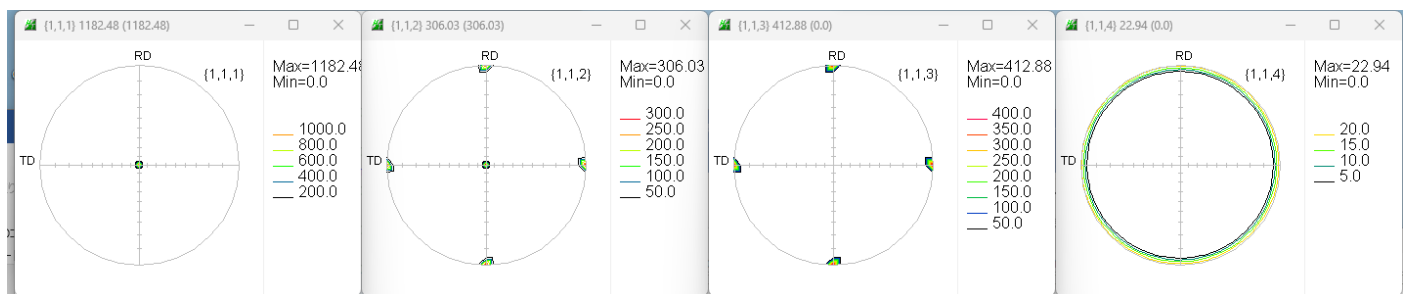 {1,1,1} 1182.48 (1182.48)
RD
{1,1,1}
TD
Max=1182.48
Min=0.0
1000.0
800.0
600.0
400.0
200.0
{1,1,2} 306.03 (306.03)
RD
{1,1,2}
TD
Max=306.03
Min=0.0
300.0
250.0
200.0
150.0
100.0
50.0
{1,1,3} 412.88 (0.0)
RD
{1,1,3}
TD
Max=412.88
Min=0.0
400.0
350.0
300.0
250.0
200.0
150.0
100.0
50.0
{1,1,4} 22.94 (0.0)
RD
{1,1,4}
TD
Max=22.94
Min=0.0
20.0
15.0
10.0
5.0